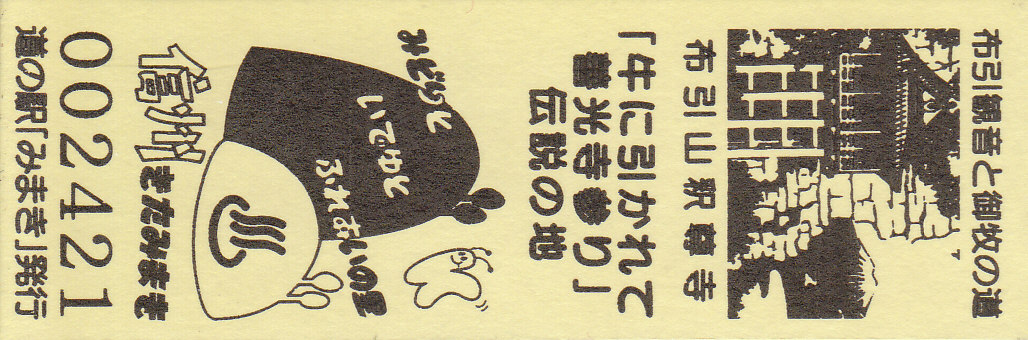 布引観音と御牧の道
布引山釈尊寺
「牛に引かれて
善光寺参り」
伝説の地
みどりと
いでゆと
ふれあいの里
信州
きたみまき
002421
道の駅「みまき」発行